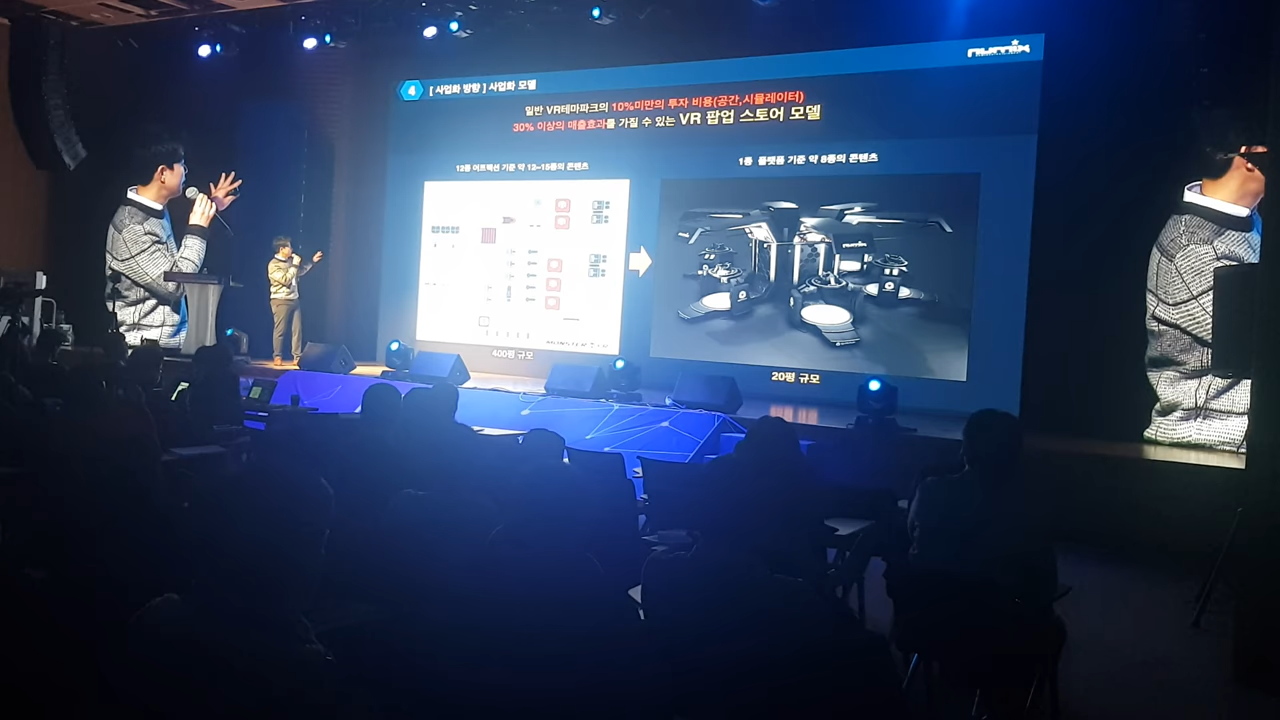 4
[ 사업화 방향 ] 사업화 모델
일반 VR테마파크의 10%미만의 투자 비용(공간,시뮬레이터)
30% 이상의 매출효과를 가질 수 있는 VR 팝업 스토어 모델
12종 어트랙션 기준 약 12~15종의 콘텐츠
1종 플랫폼 기준 약 8종의 콘텐츠
400평 규모
20평 규모